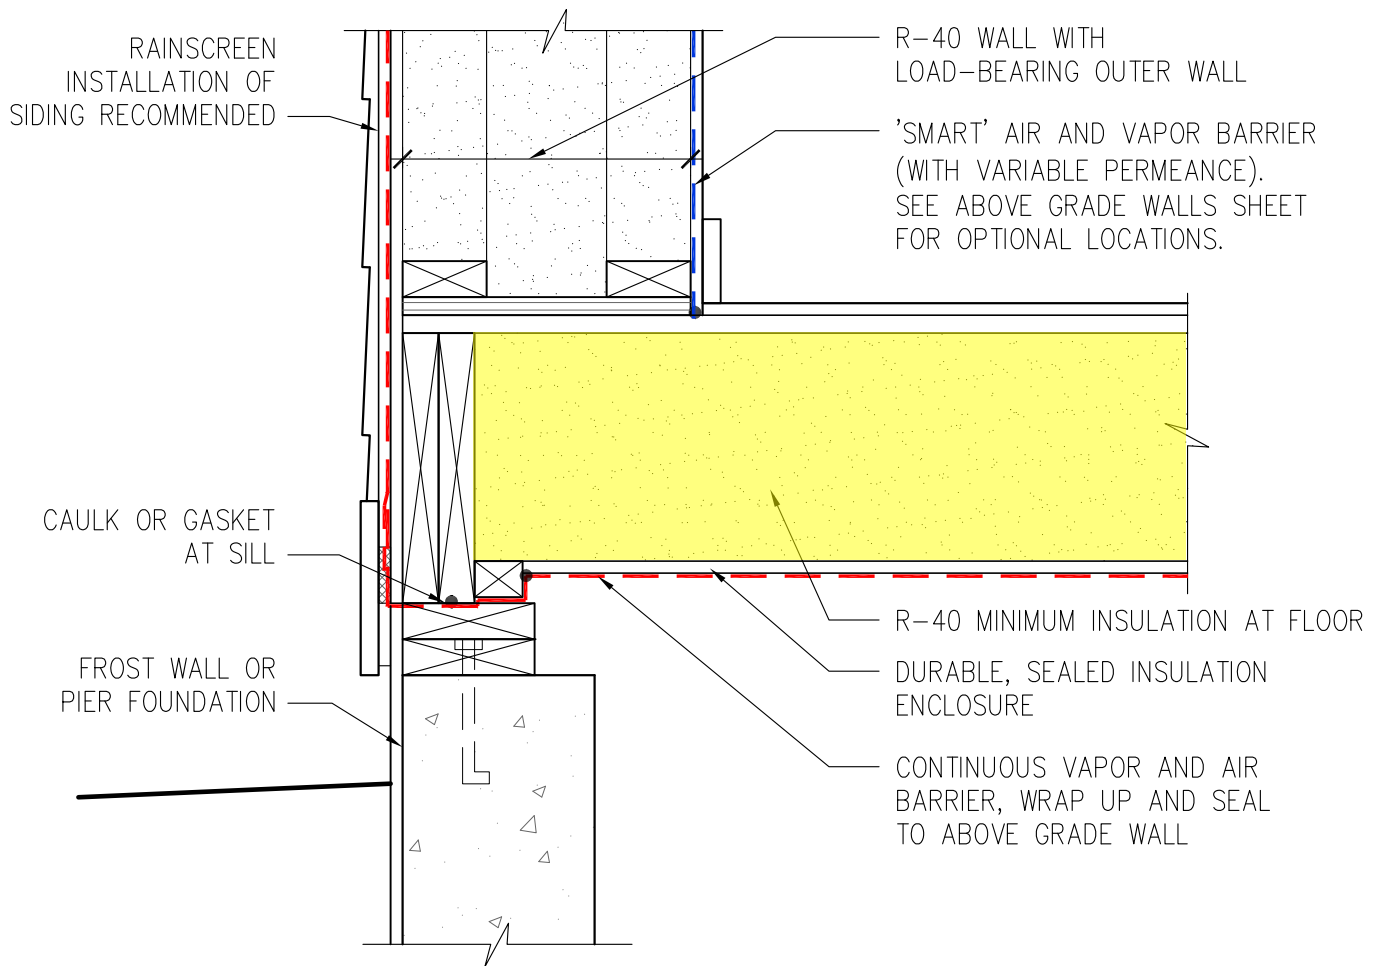 RAINSCREEN
INSTALLATION OF
SIDING RECOMMENDED
R-40 WALL WITH
LOAD-BEARING OUTER WALL
'SMART' AIR AND VAPOR BARRIER
(WITH VARIABLE PERMEANCE).
SEE ABOVE GRADE WALLS SHEET
FOR OPTIONAL LOCATIONS.
CAULK OR GASKET
AT SILL
FROST WALL OR
PIER FOUNDATION
R-40 MINIMUM INSULATION AT FLOOR
DURABLE, SEALED INSULATION
ENCLOSURE
CONTINUOUS VAPOR AND AIR
BARRIER, WRAP UP AND SEAL
TO ABOVE GRADE WALL